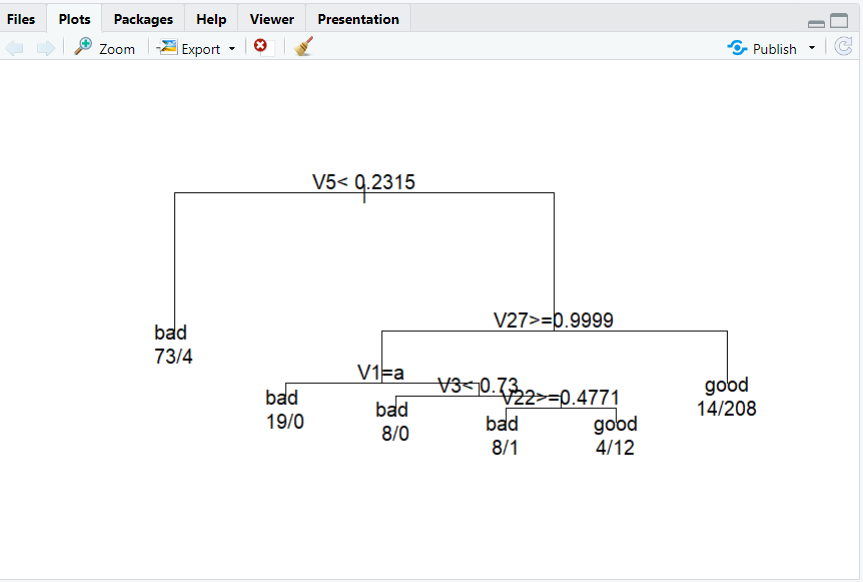 Files Plots Packages Help Viewer Presentation
Zoom Export Publish
V5< 0.2315
V27>=0.9999
bad
73/4
V1=a
V3< 0.73
V22>=0.4771
good
14/208
bad
19/0
bad
8/0
bad
8/1
good
4/12